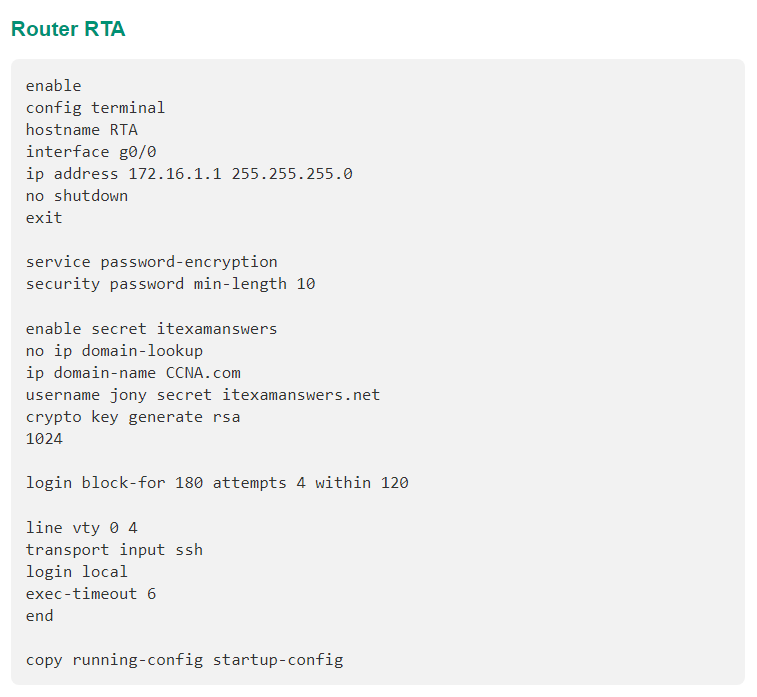 Router RTA
enable
config terminal
hostname RTA
interface g0/0
ip address 172.16.1.1 255.255.255.0
no shutdown
exit
service password-encryption
security password min-length 10
enable secret itexamanswers
no ip domain-lookup
ip domain-name CCNA.com
username jony secret itexamanswers.net
crypto key generate rsa
1024
login block-for 180 attempts 4 within 120
line vty 0 4
transport input ssh
login local
exec-timeout 6
end
copy running-config startup-config